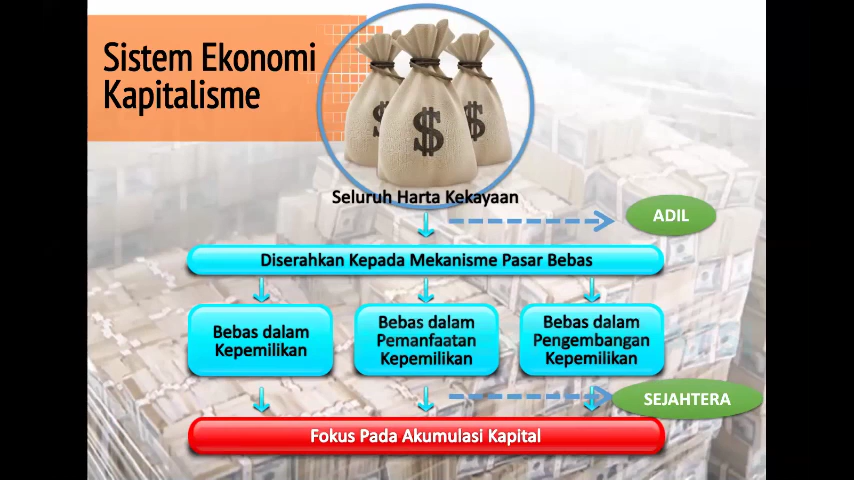 Sistem Ekonomi
Kapitalisme
$ $ $
Seluruh Harta Kekayaan
ADIL
Diserahkan Kepada Mekanisme Pasar Bebas
Bebas dalam
Kepemilikan
Bebas dalam
Pemanfaatan
Kepemilikan
Bebas dalam
Pengembangan
Kepemilikan
SEJAHTERA
Fokus Pada Akumulasi Kapital